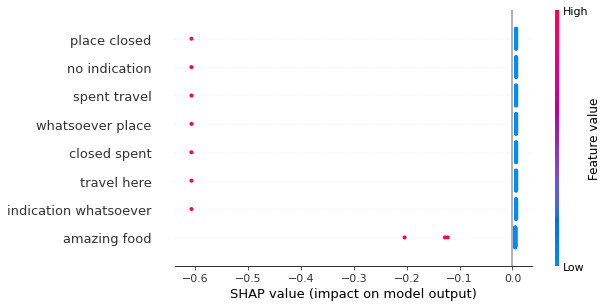 High
place closed
no indication
spent travel
whatsoever place
closed spent
travel here
indication whatsoever
amazing food
Feature value
Low
−0.6 −0.5 −0.4 −0.3 −0.2 −0.1 0.0
SHAP value (impact on model output)